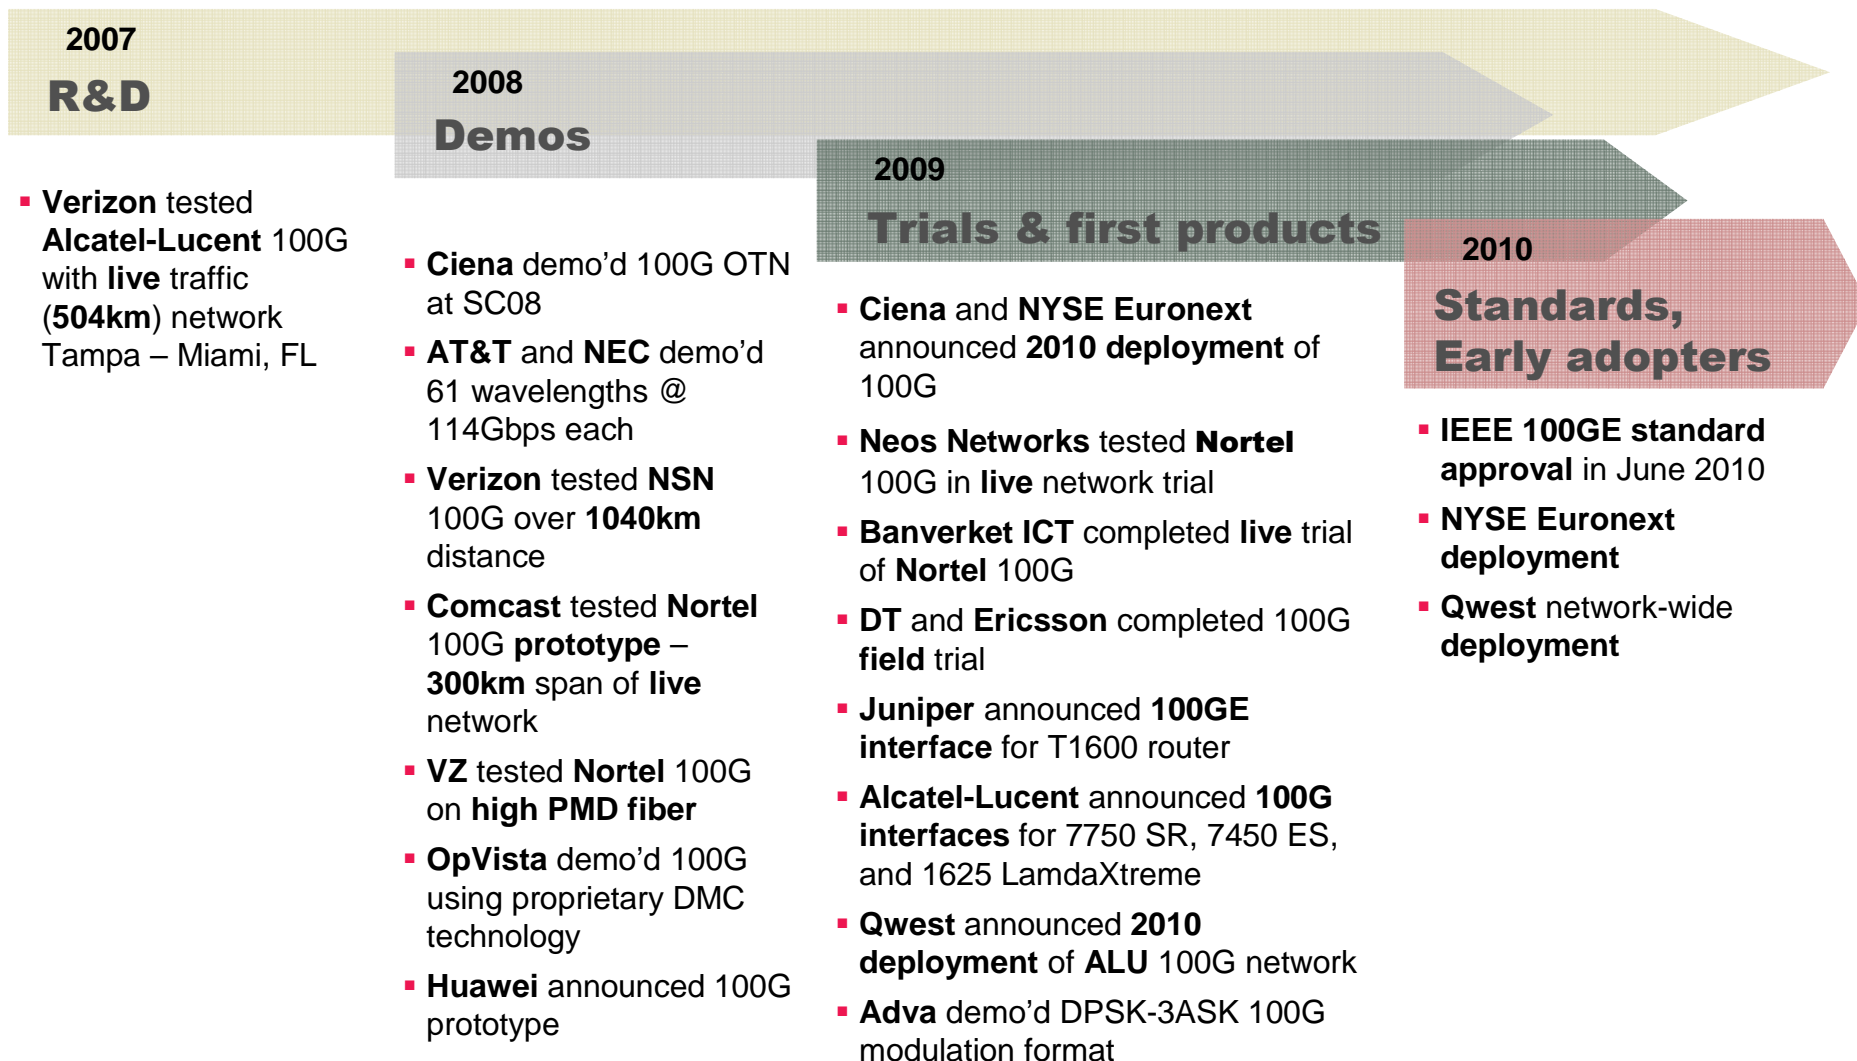 2007
R&D
▪ Verizon tested
Alcatel-Lucent 100G
with live traffic
(504km) network
Tampa – Miami, FL
2008
Demos
▪ Ciena demo’d 100G OTN
at SC08
▪ AT&T and NEC demo’d
61 wavelengths @
114Gbps each
▪ Verizon tested NSN
100G over 1040km
distance
▪ Comcast tested Nortel
100G prototype –
300km span of live
network
▪ VZ tested Nortel 100G
on high PMD fiber
▪ OpVista demo’d 100G
using proprietary DMC
technology
▪ Huawei announced 100G
prototype
2009
Trials & first products
▪ Ciena and NYSE Euronext
announced 2010 deployment of
100G
▪ Neos Networks tested Nortel
100G in live network trial
▪ Banverket ICT completed live trial
of Nortel 100G
▪ DT and Ericsson completed 100G
field trial
▪ Juniper announced 100GE
interface for T1600 router
▪ Alcatel-Lucent announced 100G
interfaces for 7750 SR, 7450 ES,
and 1625 LamdaXtreme
▪ Qwest announced 2010
deployment of ALU 100G network
▪ Adva demo’d DPSK-3ASK 100G
modulation format
2010
Standards,
Early adopters
▪ IEEE 100GE standard
approval in June 2010
▪ NYSE Euronext
deployment
▪ Qwest network-wide
deployment